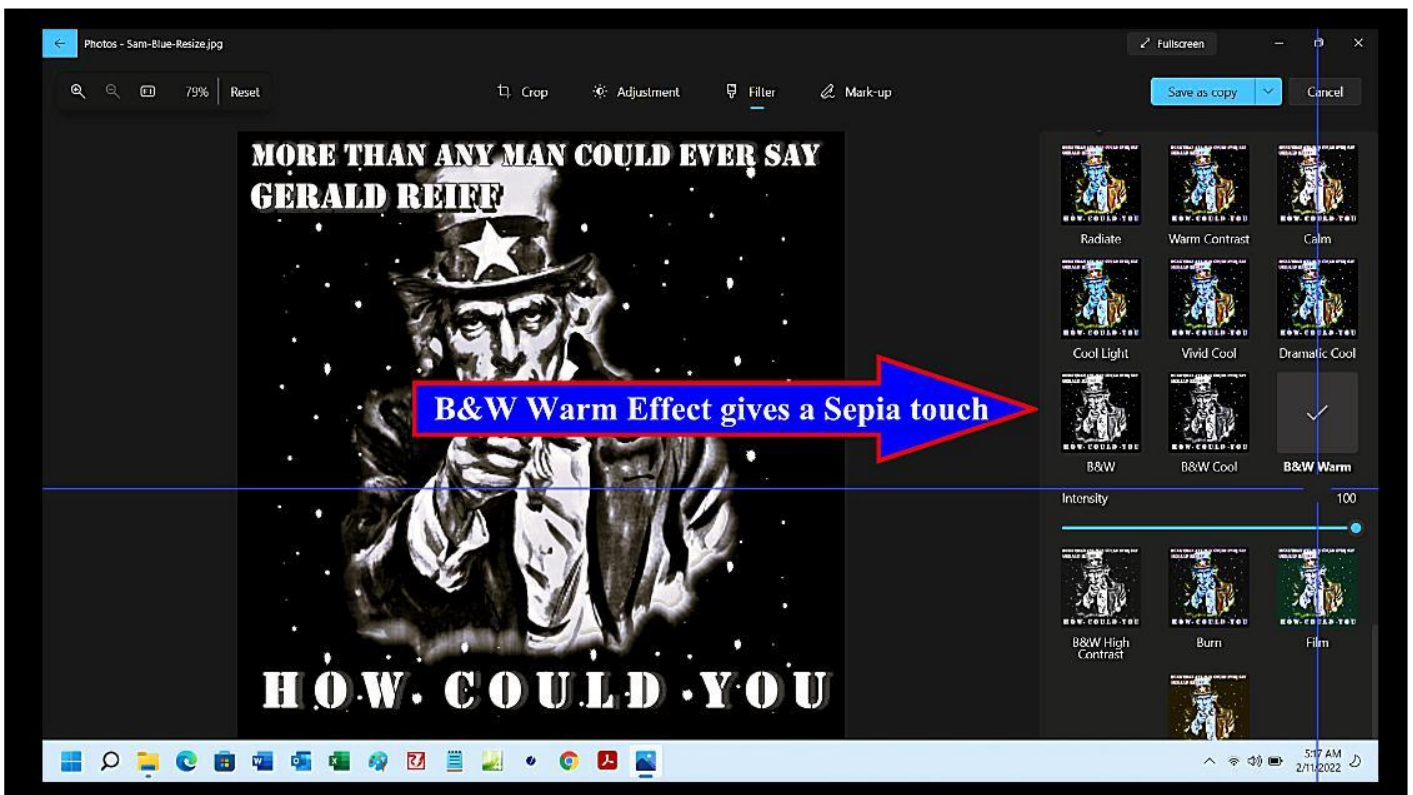 Photos - Sam-Blue-Resize.jpg
Fullscreen
79%
Reset
Crop
Adjustment
Filter
Mark-up
Save as copy
Cancel
MORE THAN ANY MAN COULD EVER SAY
GERALD REIFF
B&W Warm Effect gives a Sepia touch
HOW COULD YOU
Radiate
Warm Contrast
Calm
Cool Light
Vivid Cool
Dramatic Cool
B&W
B&W Cool
B&W Warm
Intensity
100
B&W High
Contrast
Burn
Film
5:17 AM
2/11/2022